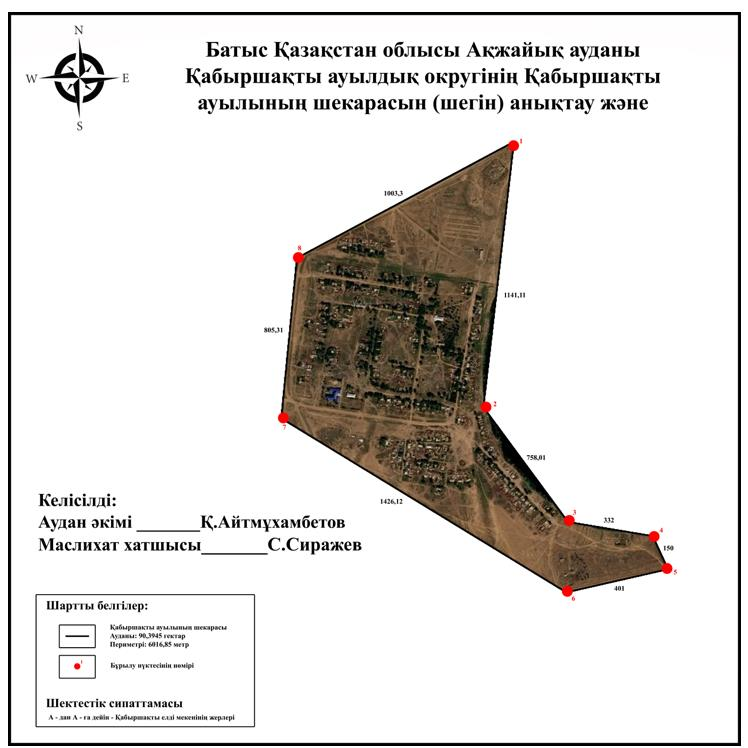 N
W E
S
Батыс Қазақстан облысы Ақжайық ауданы
Қабыршақты ауылдық округінің Қабыршақты
ауылының шекарасын (шегін) анықтау және
1
1003,3
8
1141,11
805,31
2
7
758,01
1426,12
3
332
4
150
5
401
6
Келісілді:
Аудан әкімі _______Қ.Айтмұхамбетов
Маслихат хатшысы_______С.Сиражев
Шартты белгілер:
Қабыршақты ауылының шекарасы
Ауданы: 90,3945 гектар
Периметрі: 6016,85 метр
1
Бұрылу нүктесінің нөмірі
Шектестік сипаттамасы
А - дан А - ға дейін - Қабыршақты елді мекенінің жерлері